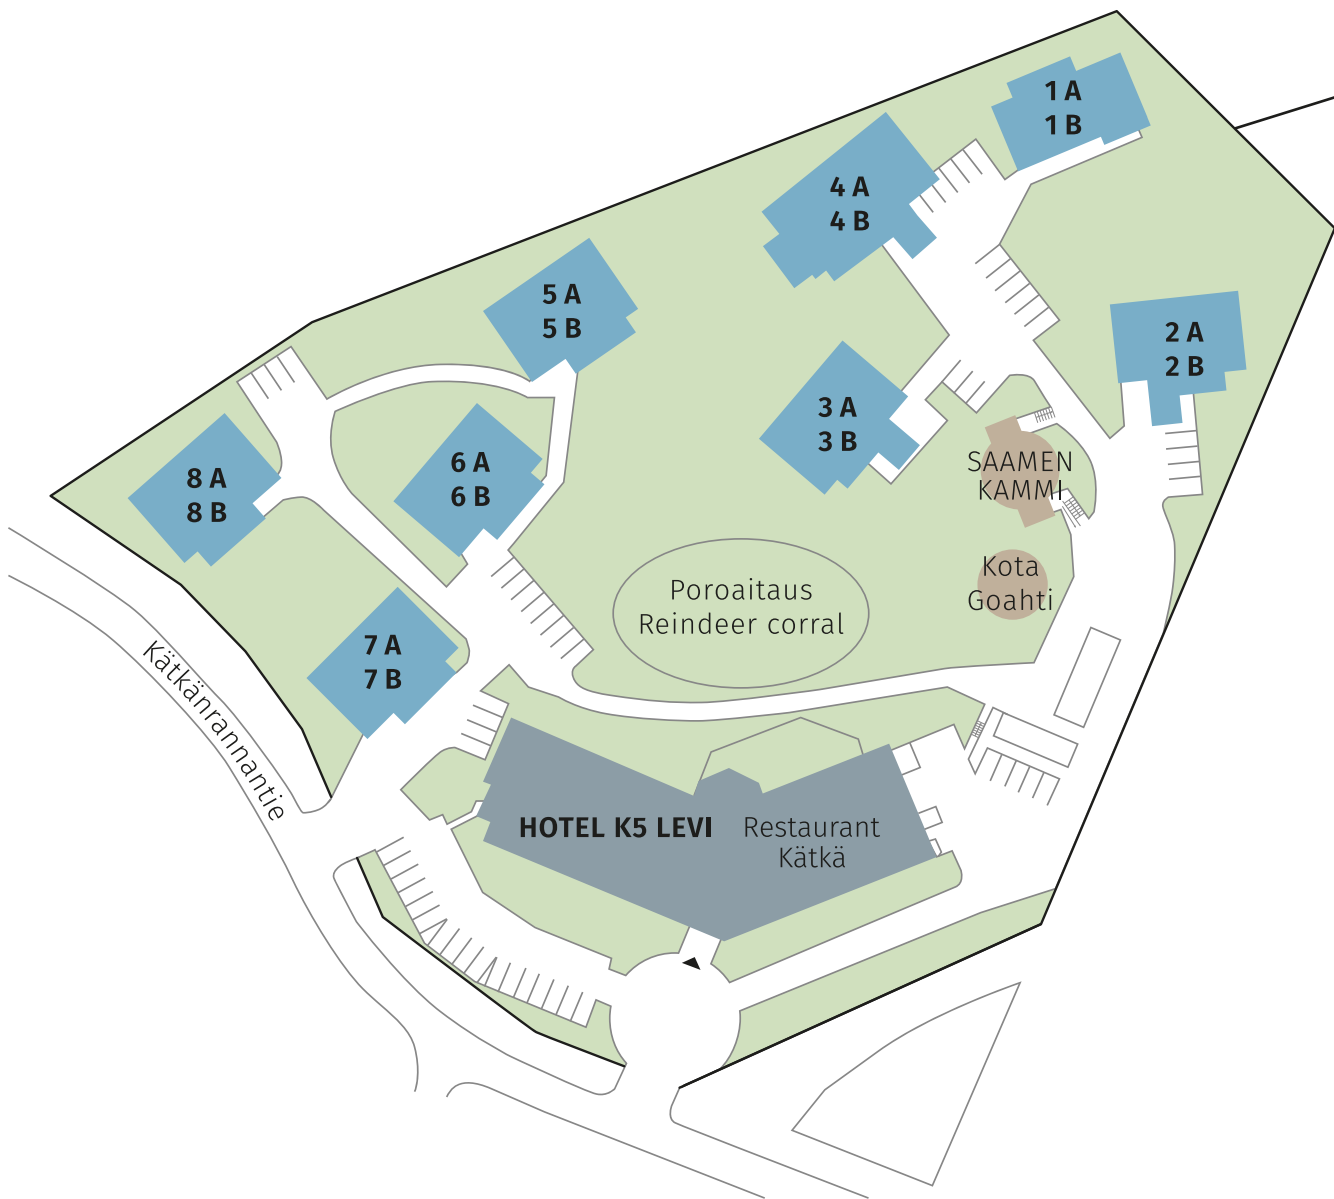 1 A
1 B
4 A
4 B
5 A
5 B
2 A
2 B
3 A
3 B
6 A
6 B
8 A
8 B
SAAMEN
KAMMI
Kota
Goahti
Poroaitaus
Reindeer corral
7 A
7 B
Kätkänrannantie
HOTEL K5 LEVI
Restaurant
Kätkä